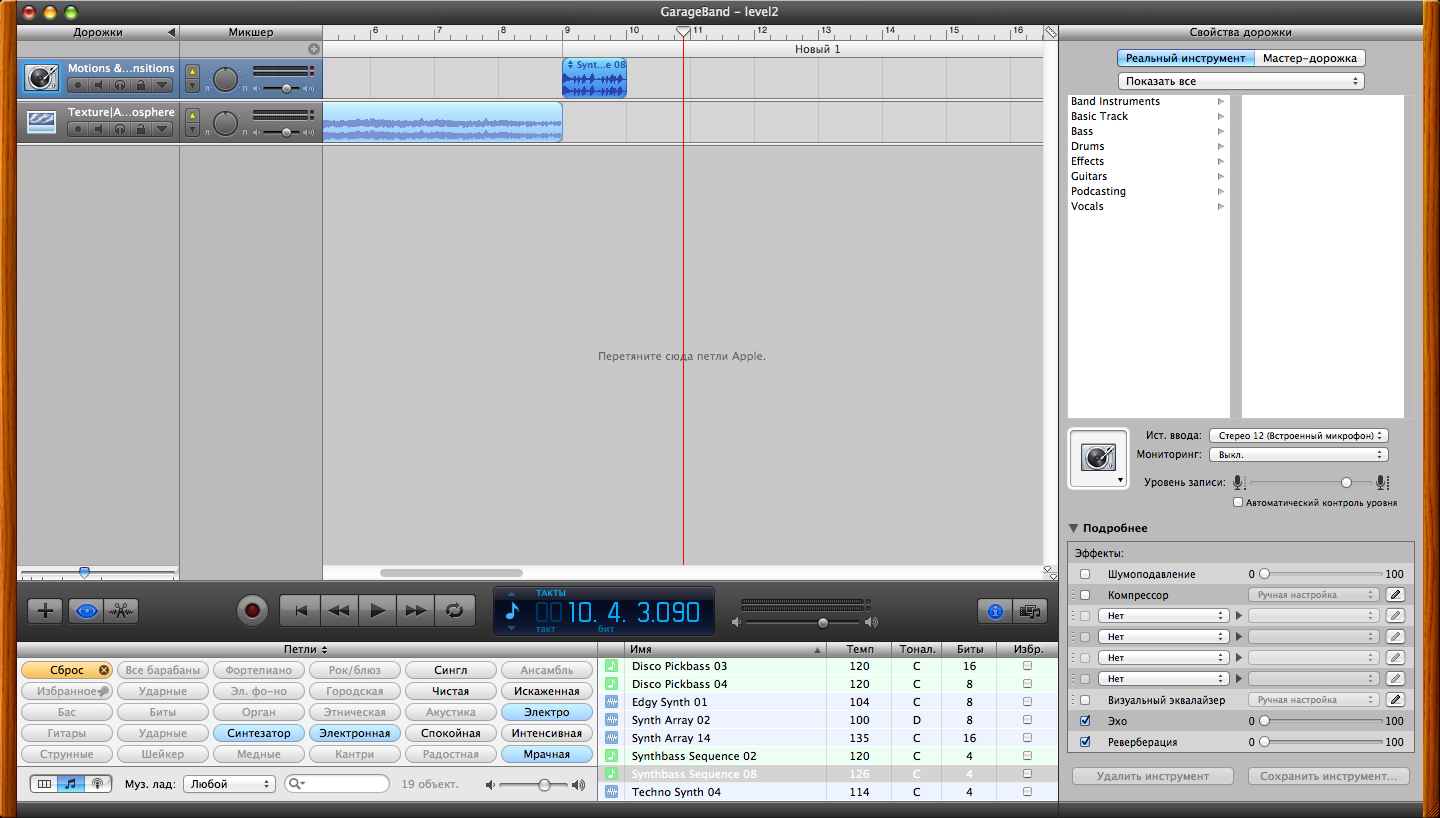 GarageBand – level2
Дорожки
Микшер
6 7 8 9 10 11 12 13 14 15 16
Новый 1
Motions &...nsitions
Synt...e 08
Texture|A...osphere
Л П
Л П
Перетяните сюда петли Apple.
Свойства дорожки
Реальный инструмент Мастер-дорожка
Показать все
Band Instruments
Basic Track
Bass
Drums
Effects
Guitars
Podcasting
Vocals
Ист. ввода: Стерео 12 (Встроенный микрофон)
Мониторинг: Выкл.
Уровень записи:
Автоматический контроль уровня
Подробнее
Эффекты:
Шумоподавление 0 100
Компрессор Ручная настройка
Нет
Нет
Нет
Нет
Визуальный эквалайзер Ручная настройка
Эхо 0 100
Реверберация 0 100
Удалить инструмент Сохранить инструмент...
ТАКТЫ
0010. 4. 3.090
такт бит
Петли
Сброс Все барабаны Фортепиано Рок/блюз Сингл Ансамбль
Избранное Ударные Эл. фо-но Городская Чистая Искаженная
Бас Биты Орган Этническая Акустика Электро
Гитары Ударные Синтезатор Электронная Спокойная Интенсивная
Струнные Шейкер Медные Кантри Радостная Мрачная
Муз. лад: Любой 19 объект.
Имя Темп Тонал. Биты Избр.
Disco Pickbass 03 120 C 16
Disco Pickbass 04 120 C 8
Edgy Synth 01 104 C 8
Synth Array 02 100 D 8
Synth Array 14 135 C 16
Synthbass Sequence 02 120 C 4
Synthbass Sequence 08 126 C 4
Techno Synth 04 114 C 4